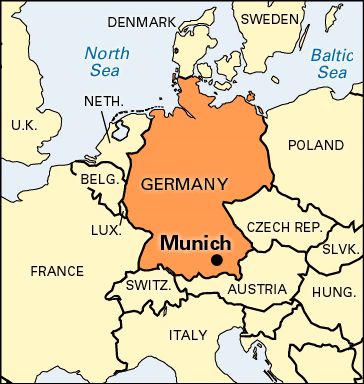 DENMARK
SWEDEN
North
Sea
Baltic
Sea
NETH.
U.K.
POLAND
BELG.
GERMANY
LUX.
CZECH REP.
Munich
SLVK.
FRANCE
SWITZ.
AUSTRIA
HUNG.
ITALY